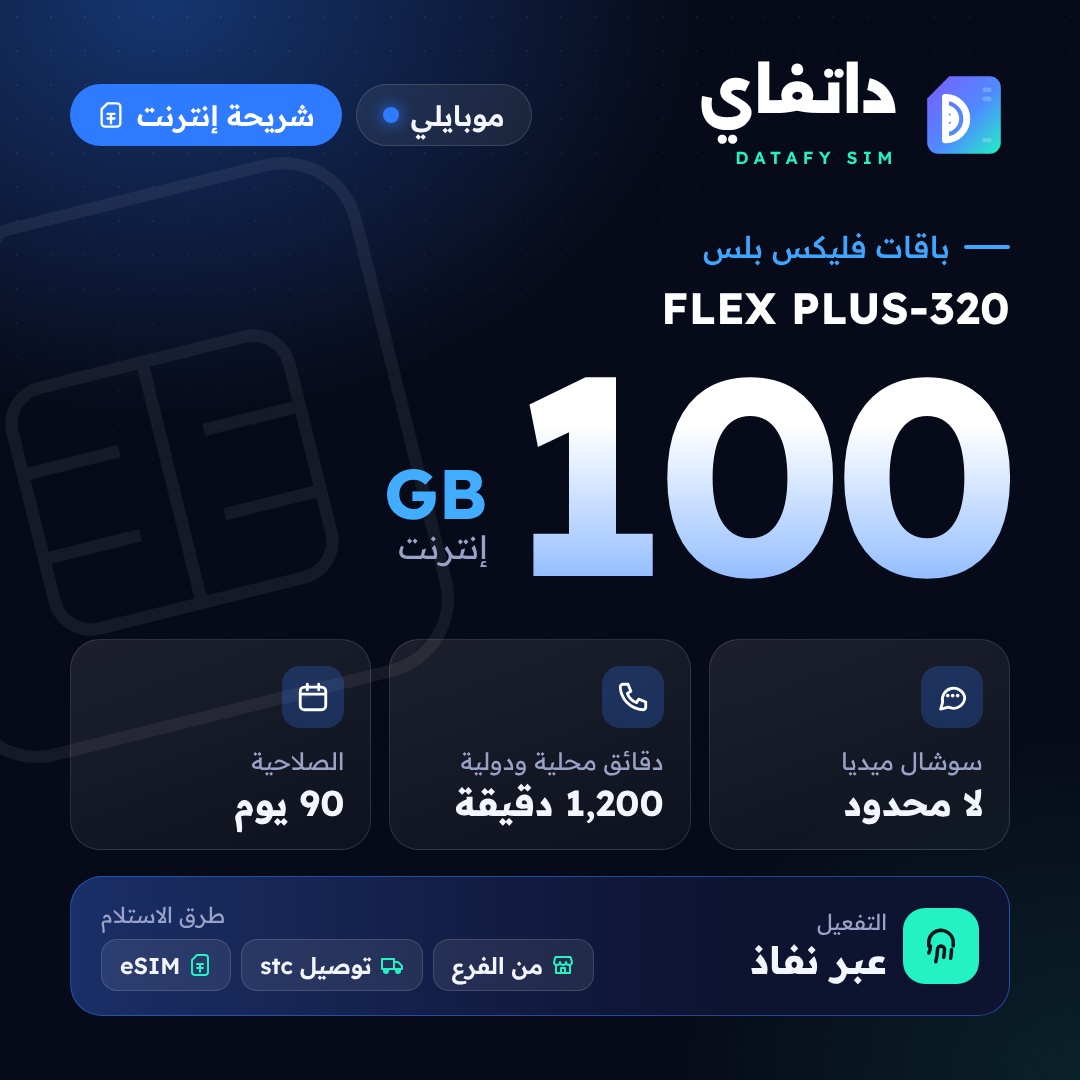 داتفاي
DATAFY SIM
موبايلي
شريحة إنترنت
باقات فليكس بلس
FLEX PLUS-320
100
GB
إنترنت
سوشال ميديا
لا محدود
دقائق محلية ودولية
1,200 دقيقة
الصلاحية
90 يوم
التفعيل
عبر نفاذ
طرق الاستلام
من الفرع
توصيل stc
eSIM